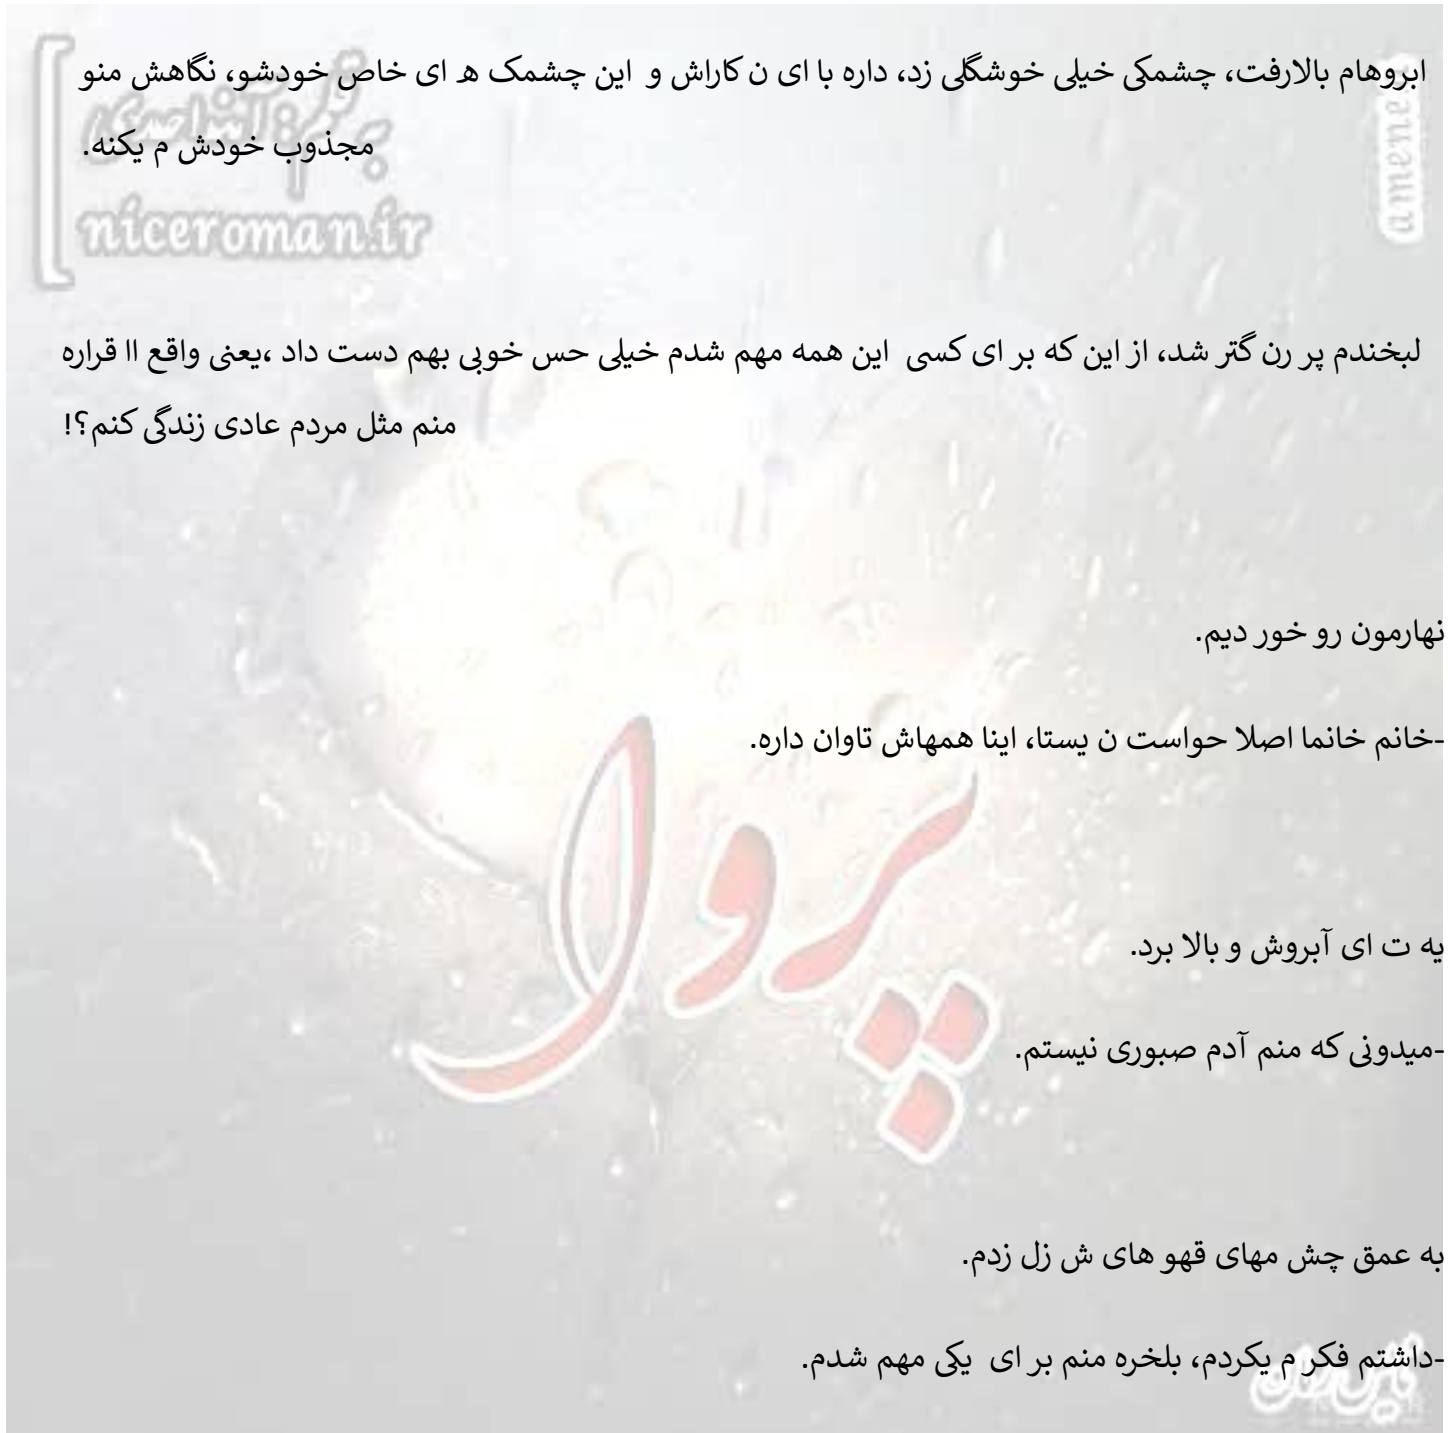 ابروهام بالارفت، چشمکی خیلی خوشگلی زد، داره با ای ن کاراش و این چشمک ه ای خاص خودشو، نگاهش منو
مجذوب خودش م یکنه.
niceroman.ir
amene
لبخندم پر رن گتر شد، از این که بر ای کسی این همه مهم شدم خیلی حس خوبی بهم دست داد ،یعنی واقع اا قراره
منم مثل مردم عادی زندگی کنم؟!
نهارمون رو خور دیم.
-خانم خانما اصلا حواست ن یستا، اینا همهاش تاوان داره.
پروا
یه ت ای آبروش و بالا برد.
-میدونی که منم آدم صبوری نیستم.
به عمق چش مهای قهو های ش زل زدم.
-داشتم فکر م یکردم، بلخره منم بر ای یکی مهم شدم.